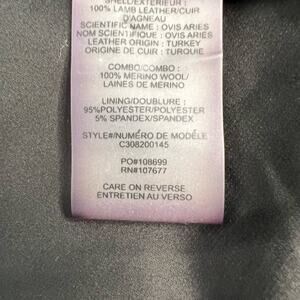 SHELL/EXTÉRIEUR :
100% LAMB LEATHER/CUIR
D'AGNEAU
SCIENTIFIC NAME : OVIS ARIES
NOM SCIENTIFIQUE : OVIS ARIES
LEATHER ORIGIN : TURKEY
ORIGINE DE CUIR : TURQUIE
COMBO/COMBO :
100% MERINO WOOL/
LAINES DE MERINO
LINING/DOUBLURE :
95%POLYESTER/POLYESTER
5% SPANDEX/SPANDEX
STYLE#/NUMÉRO DE MODÈLE
C308200145
PO#108699
RN#107677
CARE ON REVERSE
ENTRETIEN AU VERSO